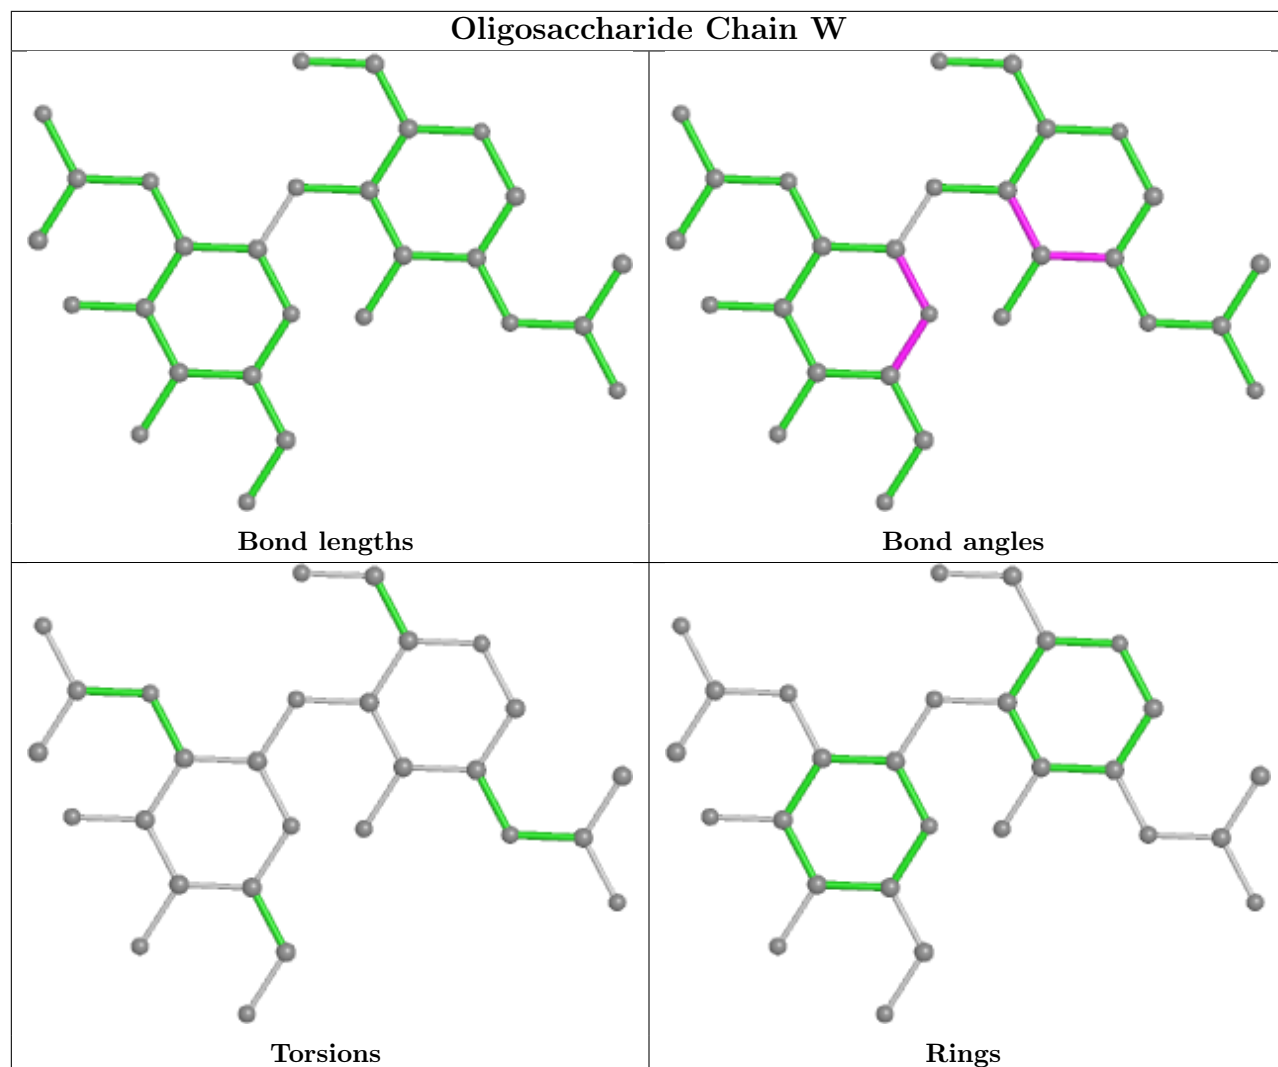 Oligosaccharide Chain W
Bond lengths
Bond angles
Torsions
Rings